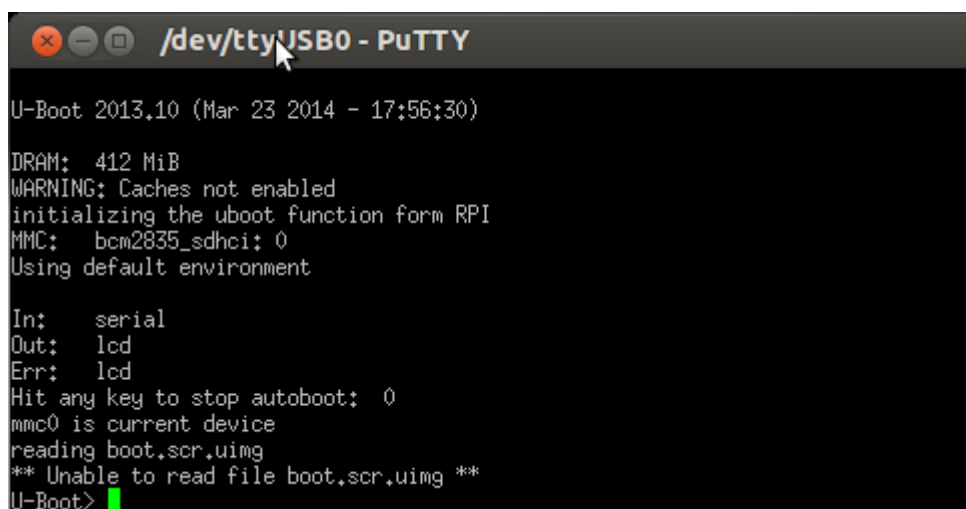 /dev/ttyUSB0 - PuTTY
U-Boot 2013.10 (Mar 23 2014 - 17:56:30)
DRAM:  412 MiB
WARNING: Caches not enabled
initializing the uboot function form RPI
MMC:   bcm2835_sdhci: 0
Using default environment
In:    serial
Out:   lcd
Err:   lcd
Hit any key to stop autoboot:  0
mmc0 is current device
reading boot.scr.uimg
** Unable to read file boot.scr.uimg **
U-Boot>